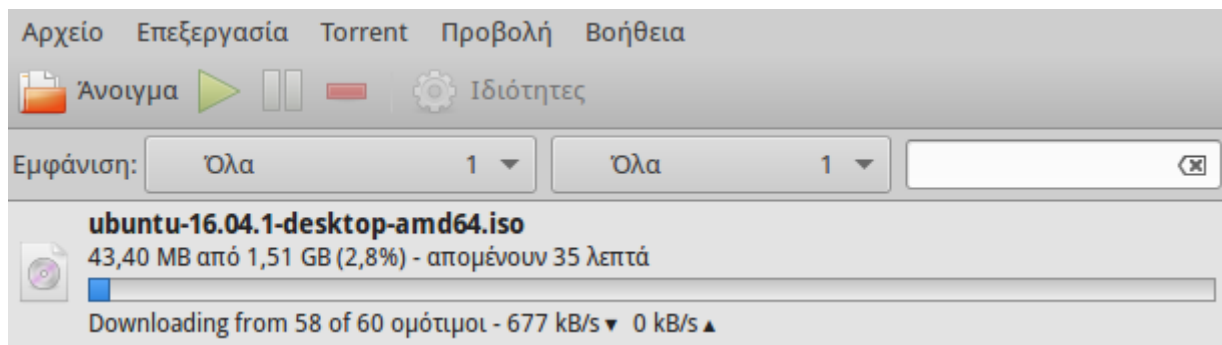 Αρχείο Επεξεργασία Torrent Προβολή Βοήθεια
Άνοιγμα Ιδιότητες
Εμφάνιση: Όλα 1 Όλα 1
ubuntu-16.04.1-desktop-amd64.iso
43,40 MB από 1,51 GB (2,8%) - απομένουν 35 λεπτά
Downloading from 58 of 60 ομότιμοι - 677 kB/s ▾ 0 kB/s ▴